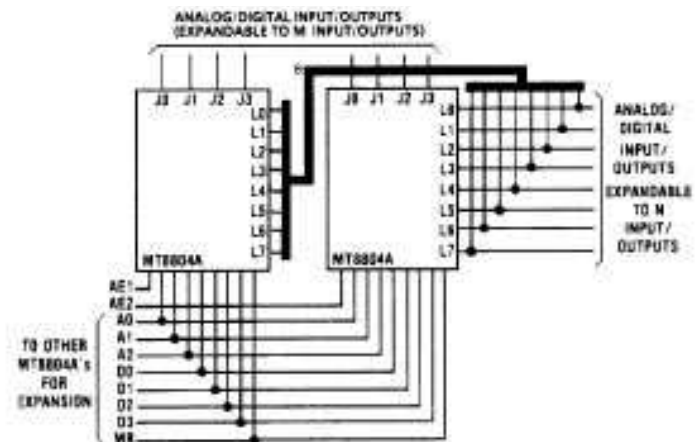 ANALOG/DIGITAL INPUT/OUTPUTS
(EXPANDABLE TO M INPUT/OUTPUTS)
8
J0 J1 J2 J3
J0 J1 J2 J3
L0
L1
L2
L3
L4
L5
L6
L7
MT8804A
L0
L1
L2
L3
L4
L5
L6
L7
MT8804A
ANALOG/
DIGITAL
INPUT/
OUTPUTS
EXPANDABLE
TO N
INPUT/
OUTPUTS
AE1
AE2
A0
A1
A2
D0
D1
D2
D3
MR
TO OTHER
MT8804A's
FOR
EXPANSION